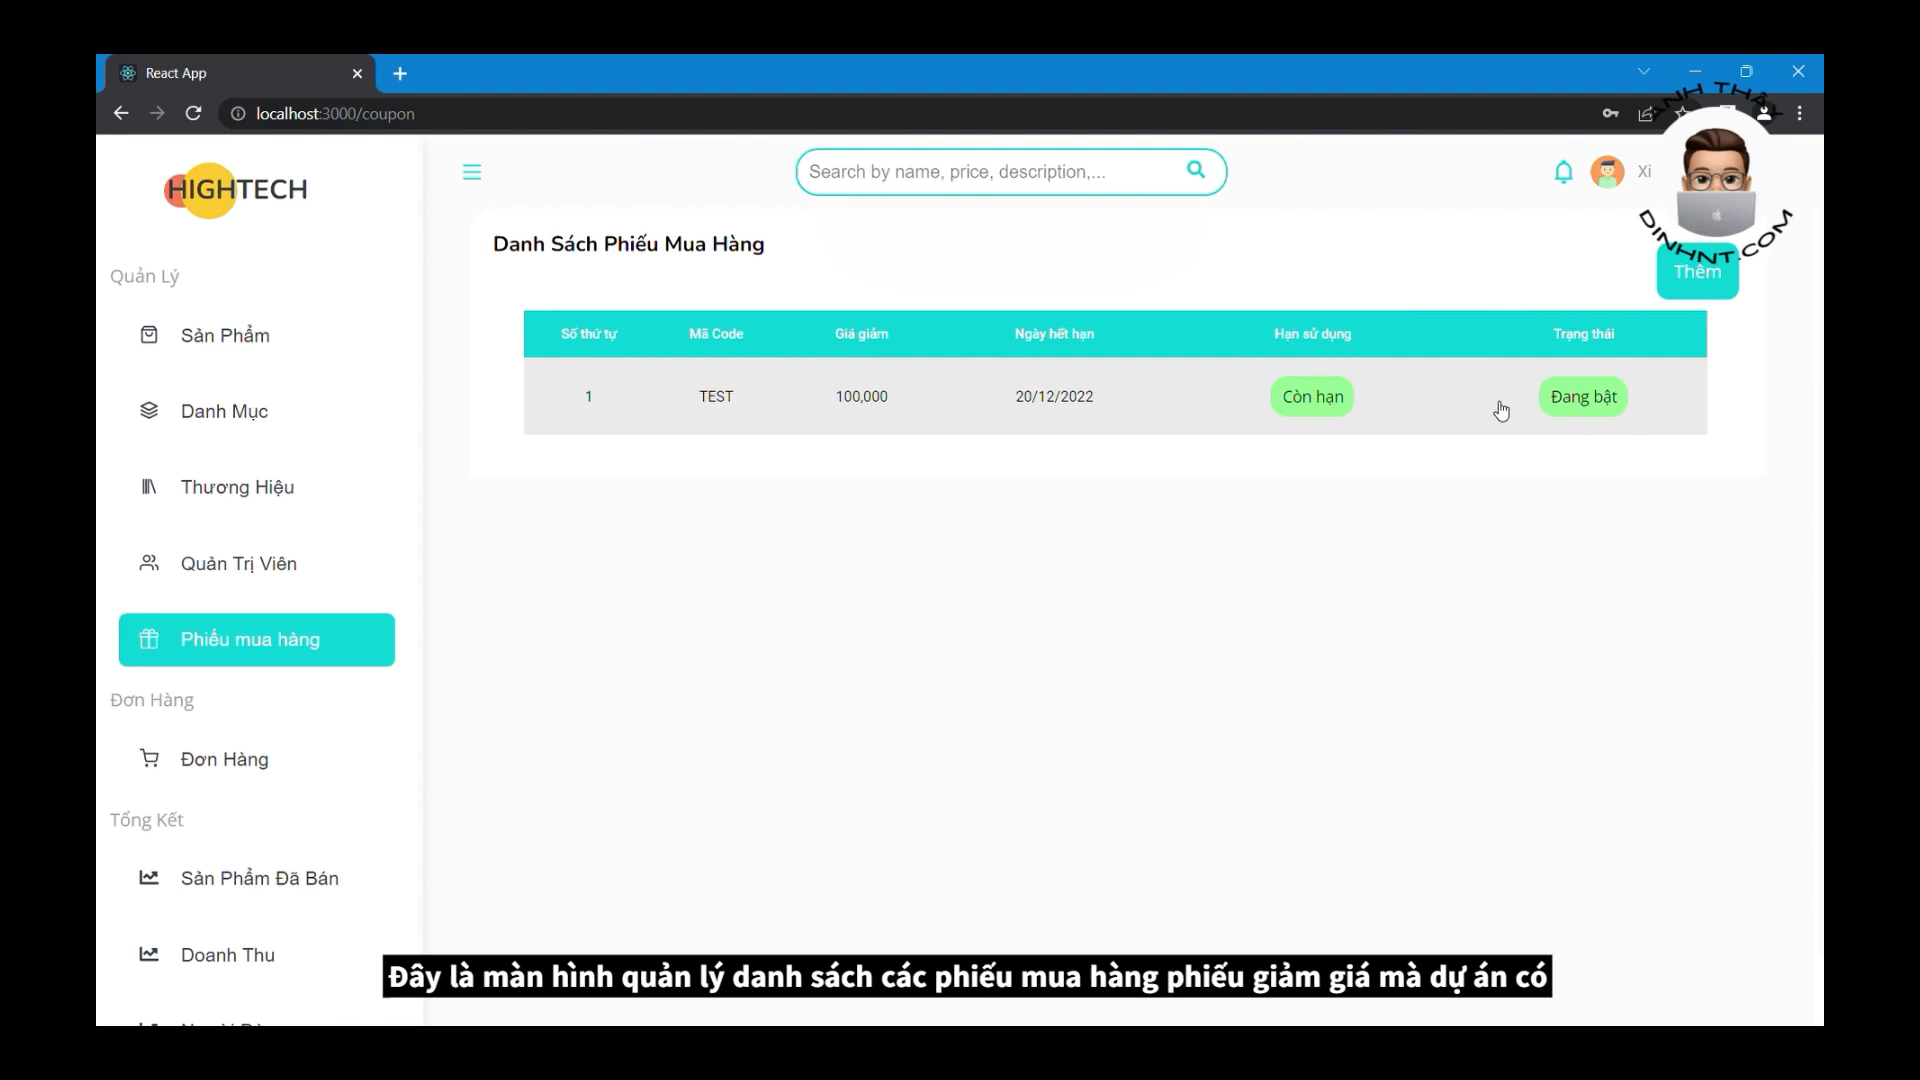 React App
localhost:3000/coupon
ANH THẦY
DINHNT.COM
HIGHTECH
Search by name, price, description,...
Xi
Danh Sách Phiếu Mua Hàng
Thêm
Quản Lý
Sản Phẩm
Danh Mục
Thương Hiệu
Quản Trị Viên
Phiếu mua hàng
Đơn Hàng
Đơn Hàng
Tổng Kết
Sản Phẩm Đã Bán
Doanh Thu
Số thứ tự Mã Code Giá giảm Ngày hết hạn Hạn sử dụng Trạng thái
1 TEST 100,000 20/12/2022 Còn hạn Đang bật
Đây là màn hình quản lý danh sách các phiếu mua hàng phiếu giảm giá mà dự án có